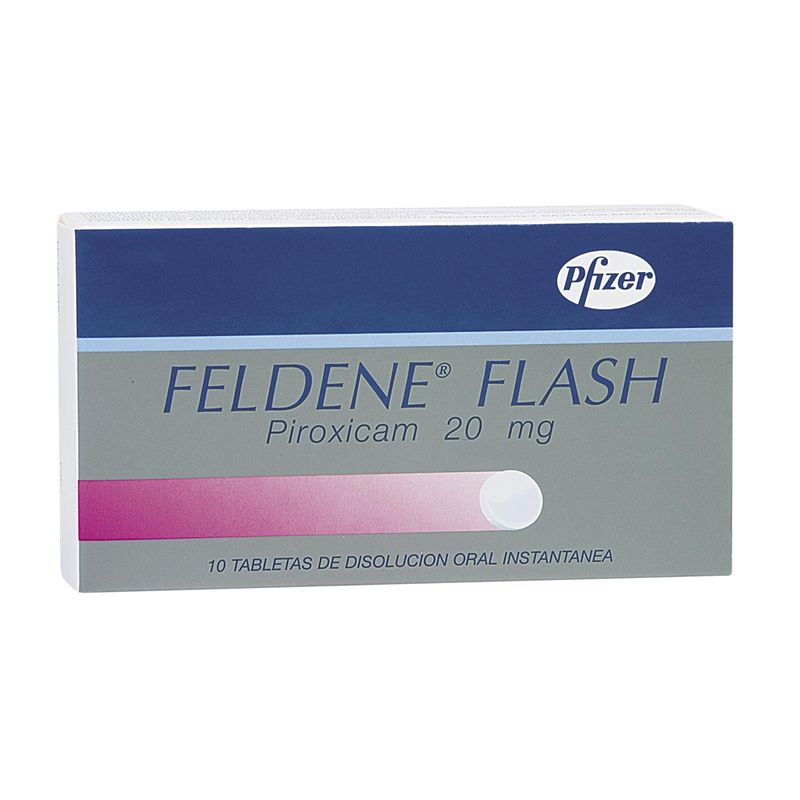 Pfizer
FELDENE® FLASH
Piroxicam 20 mg
10 TABLETAS DE DISOLUCION ORAL INSTANTANEA